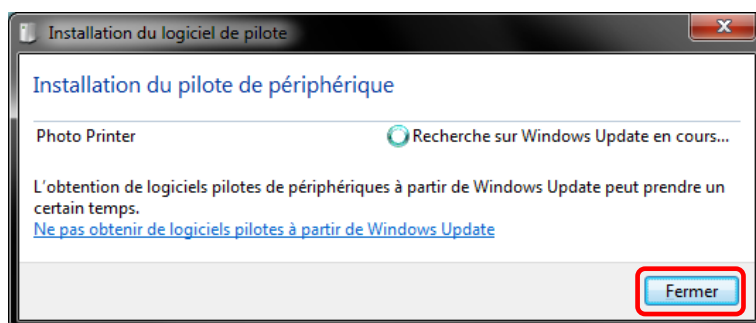 Installation du logiciel de pilote
Installation du pilote de périphérique
Photo Printer Recherche sur Windows Update en cours...
L'obtention de logiciels pilotes de périphériques à partir de Windows Update peut prendre un
certain temps.
Ne pas obtenir de logiciels pilotes à partir de Windows Update
Fermer